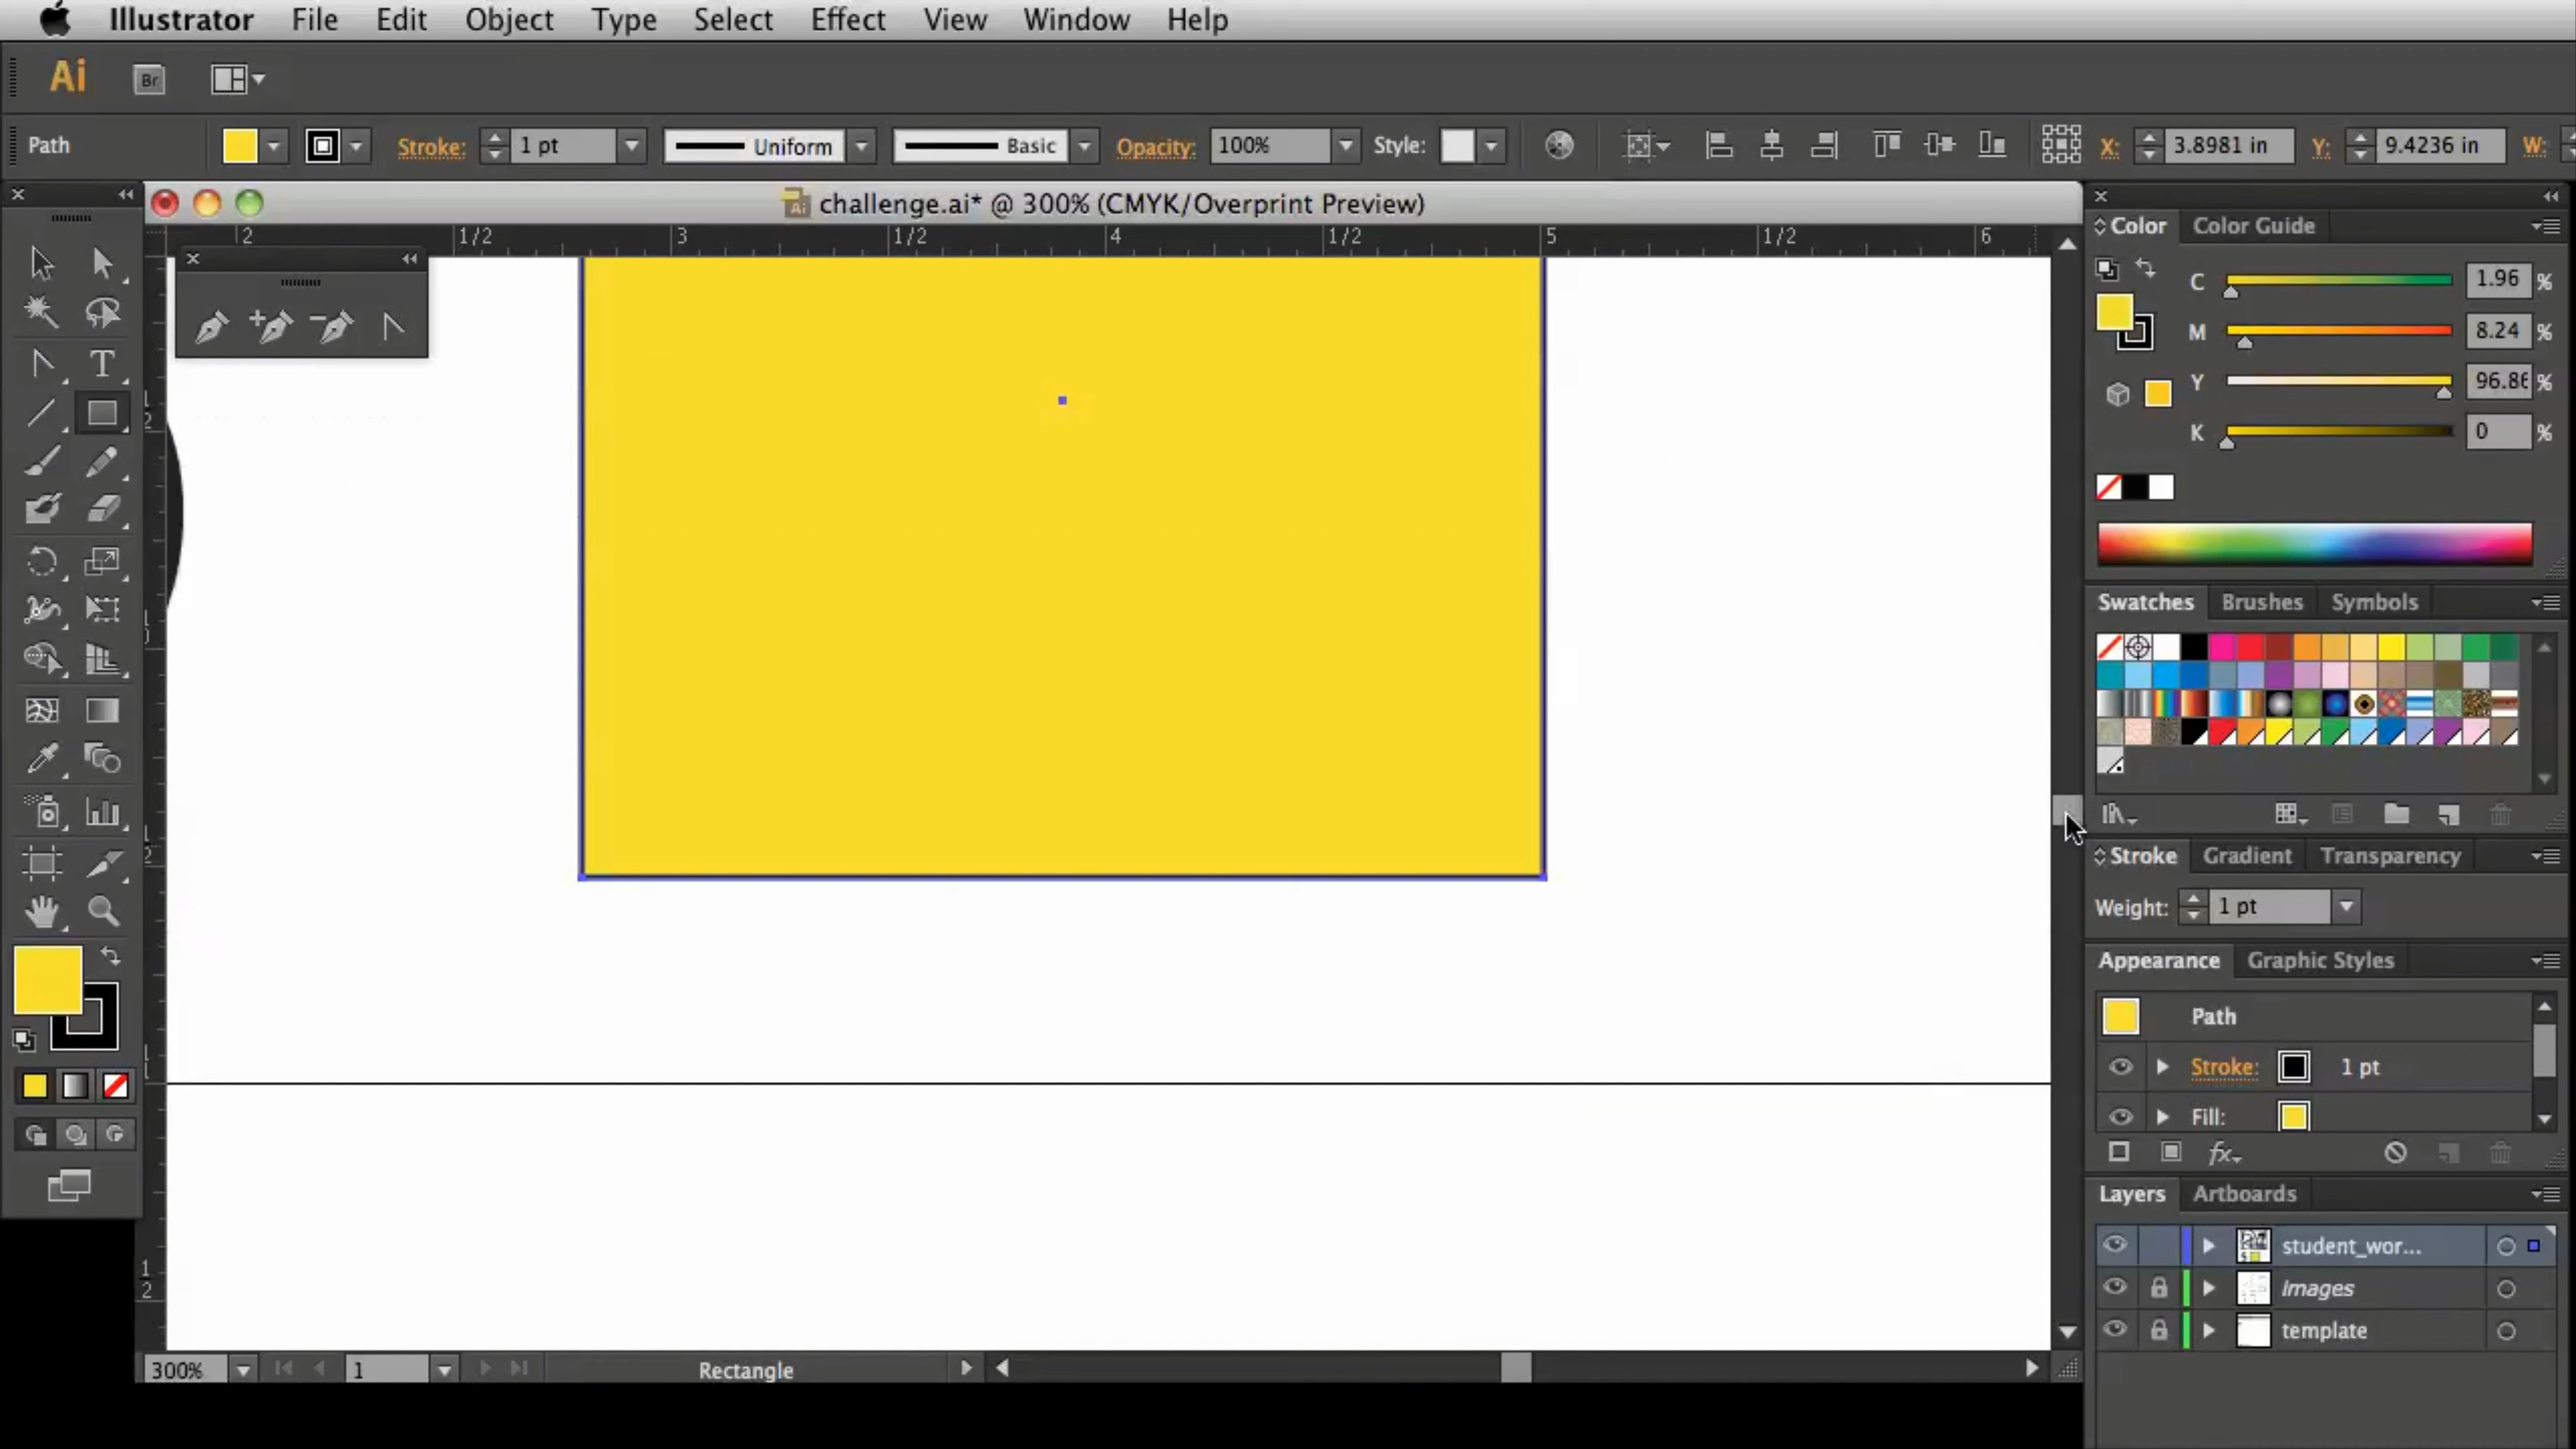 Illustrator File Edit Object Type Select Effect View Window Help
Ai Br
Path Stroke: 1 pt Uniform Basic Opacity: 100% Style: X: 3.8981 in Y: 9.4236 in W:
challenge.ai* @ 300% (CMYK/Overprint Preview)
2 1/2 3 1/2 4 1/2 5 1/2 6
Color Color Guide
C 1.96 %
M 8.24 %
Y 96.86 %
K 0 %
Swatches Brushes Symbols
Stroke Gradient Transparency
Weight: 1 pt
Appearance Graphic Styles
Path
Stroke: 1 pt
Fill:
fx
Layers Artboards
student_wor...
Images
template
300% 1 Rectangle